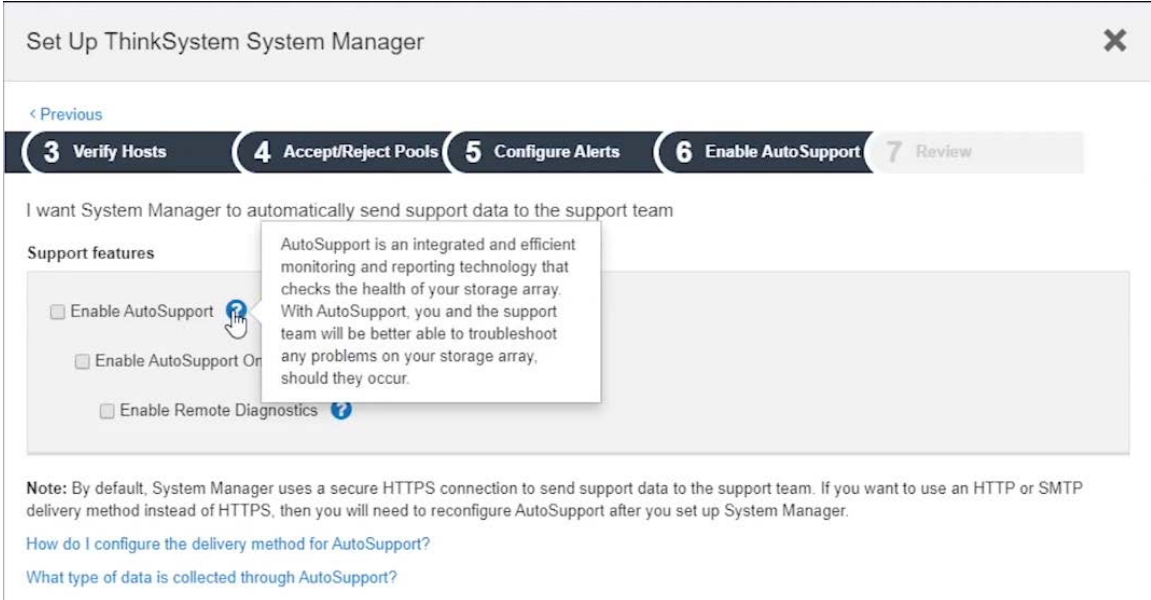 Set Up ThinkSystem System Manager
< Previous
3 Verify Hosts
4 Accept/Reject Pools
5 Configure Alerts
6 Enable AutoSupport
7 Review
I want System Manager to automatically send support data to the support team
Support features
Enable AutoSupport ?
AutoSupport is an integrated and efficient
monitoring and reporting technology that
checks the health of your storage array.
With AutoSupport, you and the support
team will be better able to troubleshoot
any problems on your storage array,
should they occur.
Enable AutoSupport On
Enable Remote Diagnostics ?
Note: By default, System Manager uses a secure HTTPS connection to send support data to the support team. If you want to use an HTTP or SMTP
delivery method instead of HTTPS, then you will need to reconfigure AutoSupport after you set up System Manager.
How do I configure the delivery method for AutoSupport?
What type of data is collected through AutoSupport?